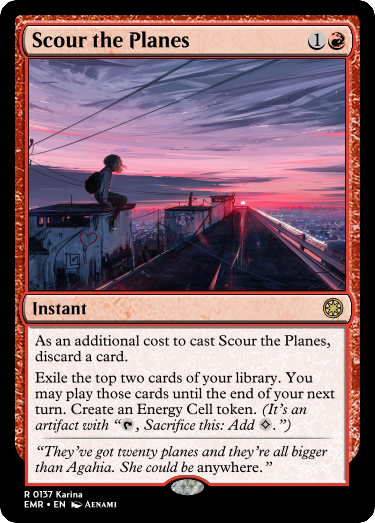 Scour the Planes 1
Instant
As an additional cost to cast Scour the Planes,
discard a card.
Exile the top two cards of your library. You
may play those cards until the end of your next
turn. Create an Energy Cell token. (It's an
artifact with “, Sacrifice this: Add .”)
“They've got twenty planes and they're all bigger
than Agahia. She could be anywhere.”
R 0137 Karina
EMR • EN Aenami